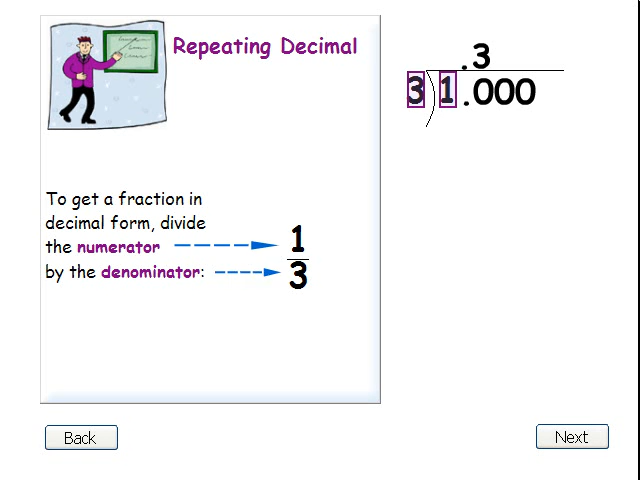 Repeating Decimal
To get a fraction in
decimal form, divide
the numerator
by the denominator:
1
3
.3
3 1.000
Back
Next